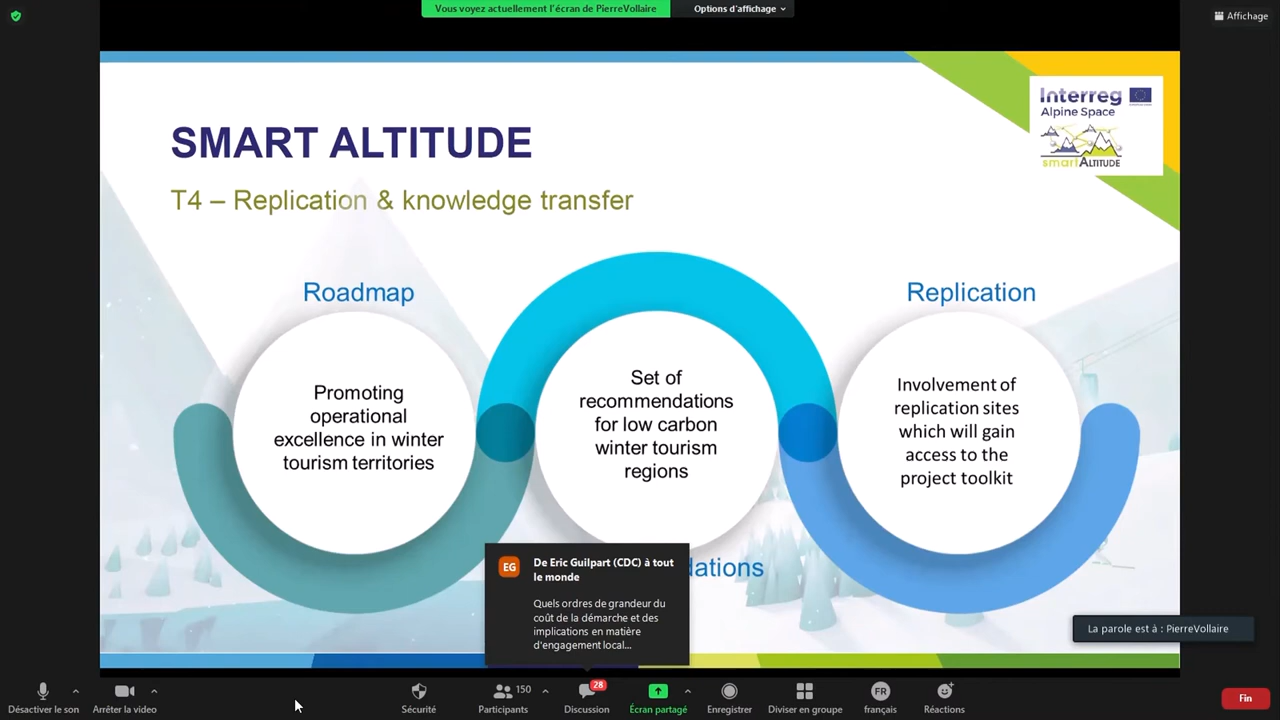 Vous voyez actuellement l'écran de PierreVollaire
Options d'affichage
Affichage
Interreg
Alpine Space
smartALTITUDE
SMART ALTITUDE
T4 – Replication & knowledge transfer
Roadmap
Replication
Promoting
operational
excellence in winter
tourism territories
Set of
recommendations
for low carbon
winter tourism
regions
Involvement of
replication sites
which will gain
access to the
project toolkit
dations
EG
De Eric Guilpart (CDC) à tout
le monde
Quels ordres de grandeur du
coût de la démarche et des
implications en matière
d'engagement local...
La parole est à : PierreVollaire
150
28
FR
Désactiver le son
Arrêter la video
Sécurité
Participants
Discussion
Écran partagé
Enregistrer
Diviser en groupe
français
Réactions
Fin